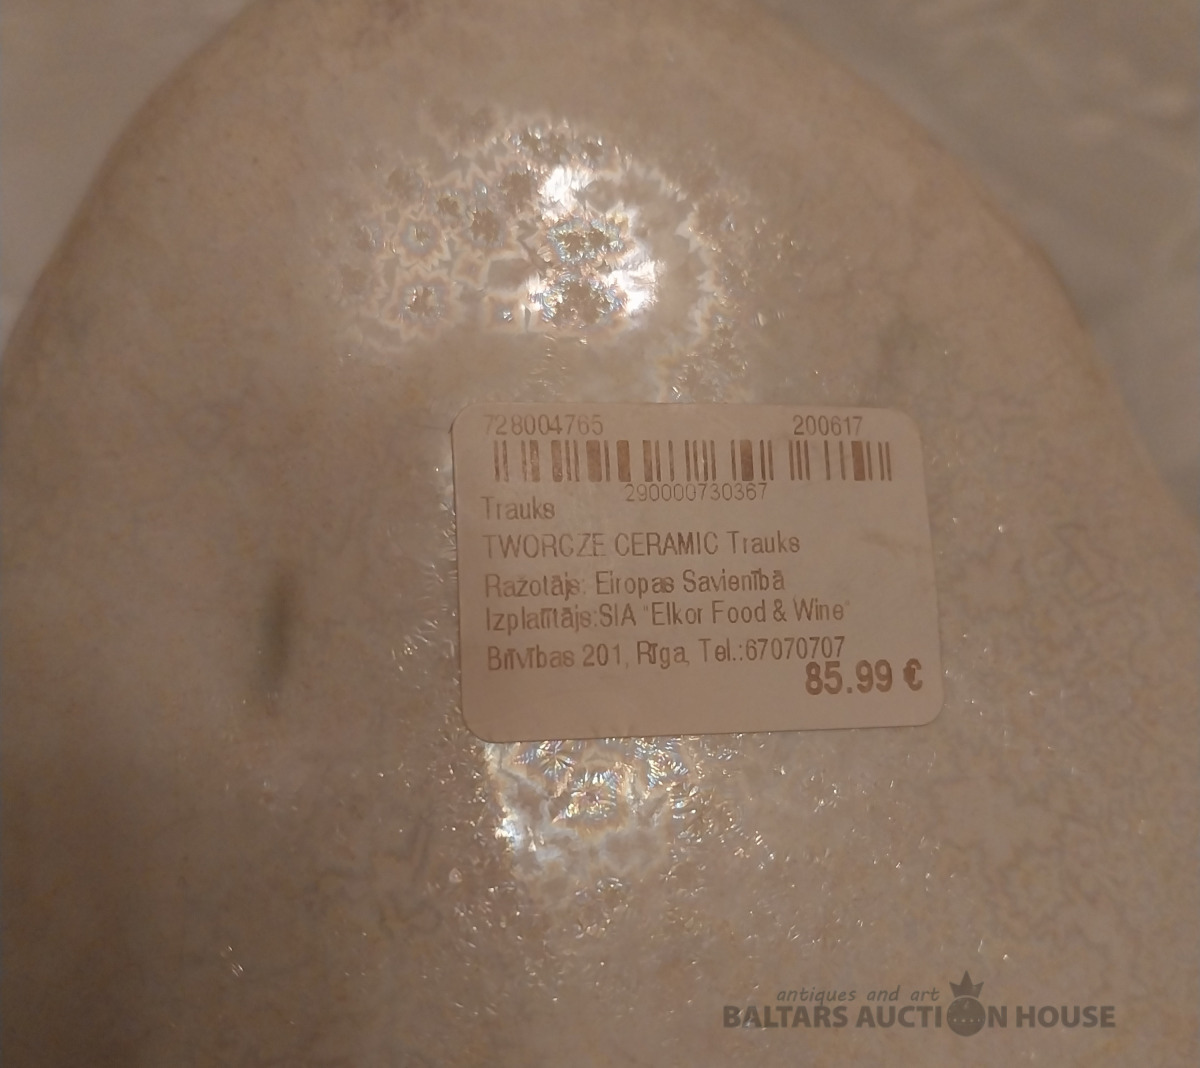 728004765 200617
290000730367
Trauks
TWORCZE CERAMIC Trauks
Ražotājs: Eiropas Savienībā
Izplatītājs:SIA "Elkor Food & Wine"
Brīvības 201, Rīga, Tel.:67070707
85.99 €
antiques and art
BALTARS AUCTION HOUSE